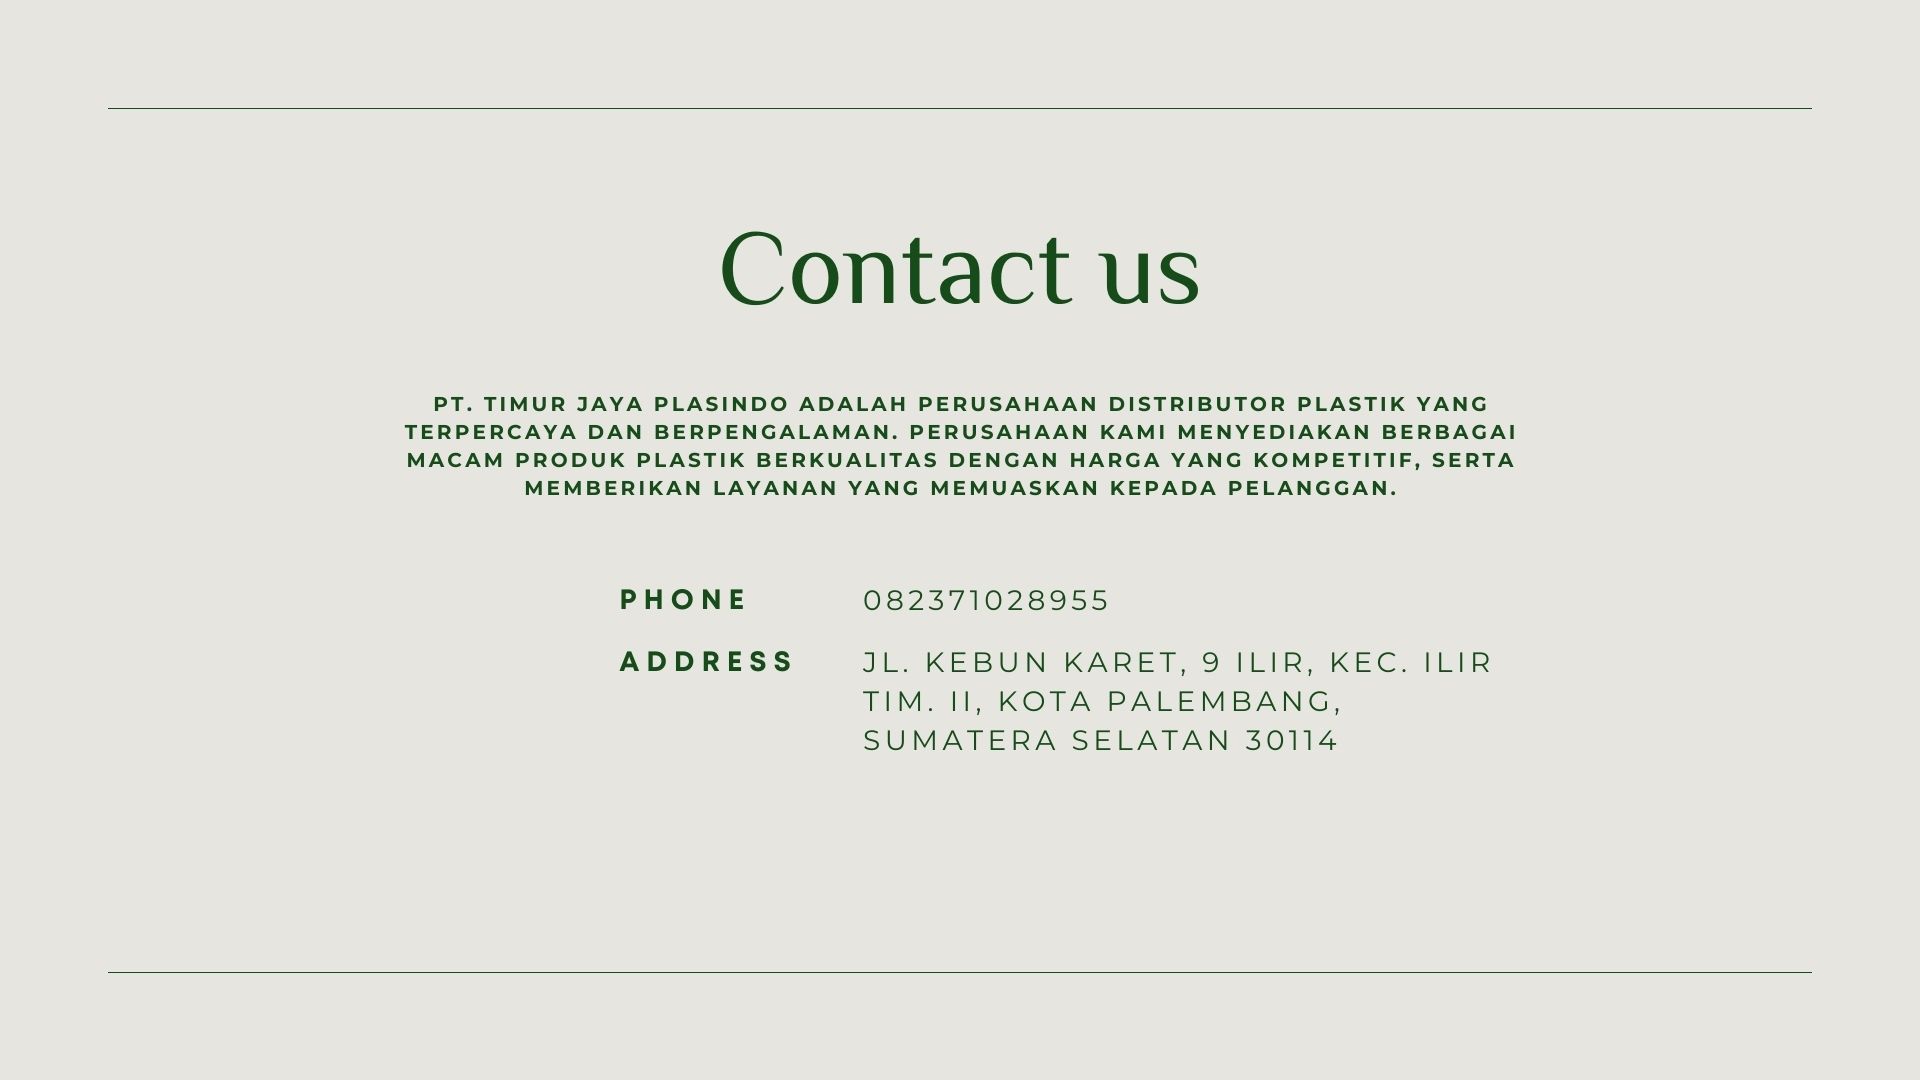 Contact us
PT. TIMUR JAYA PLASINDO ADALAH PERUSAHAAN DISTRIBUTOR PLASTIK YANG
TERPERCAYA DAN BERPENGALAMAN. PERUSAHAAN KAMI MENYEDIAKAN BERBAGAI
MACAM PRODUK PLASTIK BERKUALITAS DENGAN HARGA YANG KOMPETITIF, SERTA
MEMBERIKAN LAYANAN YANG MEMUASKAN KEPADA PELANGGAN.
PHONE 082371028955
ADDRESS JL. KEBUN KARET, 9 ILIR, KEC. ILIR
TIM. II, KOTA PALEMBANG,
SUMATERA SELATAN 30114